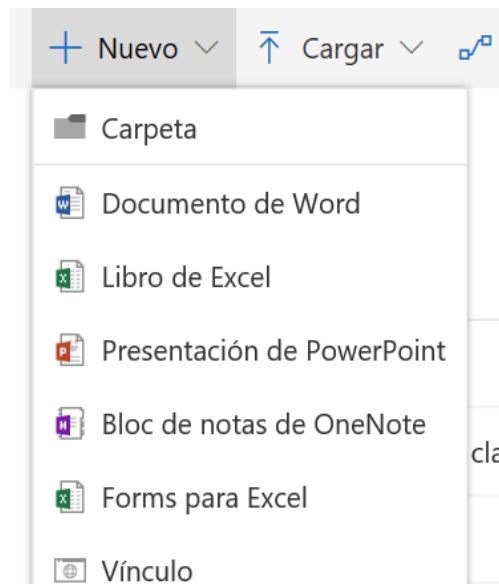 Nuevo Cargar
Carpeta
Documento de Word
Libro de Excel
Presentación de PowerPoint
Bloc de notas de OneNote
cla
Forms para Excel
Vínculo